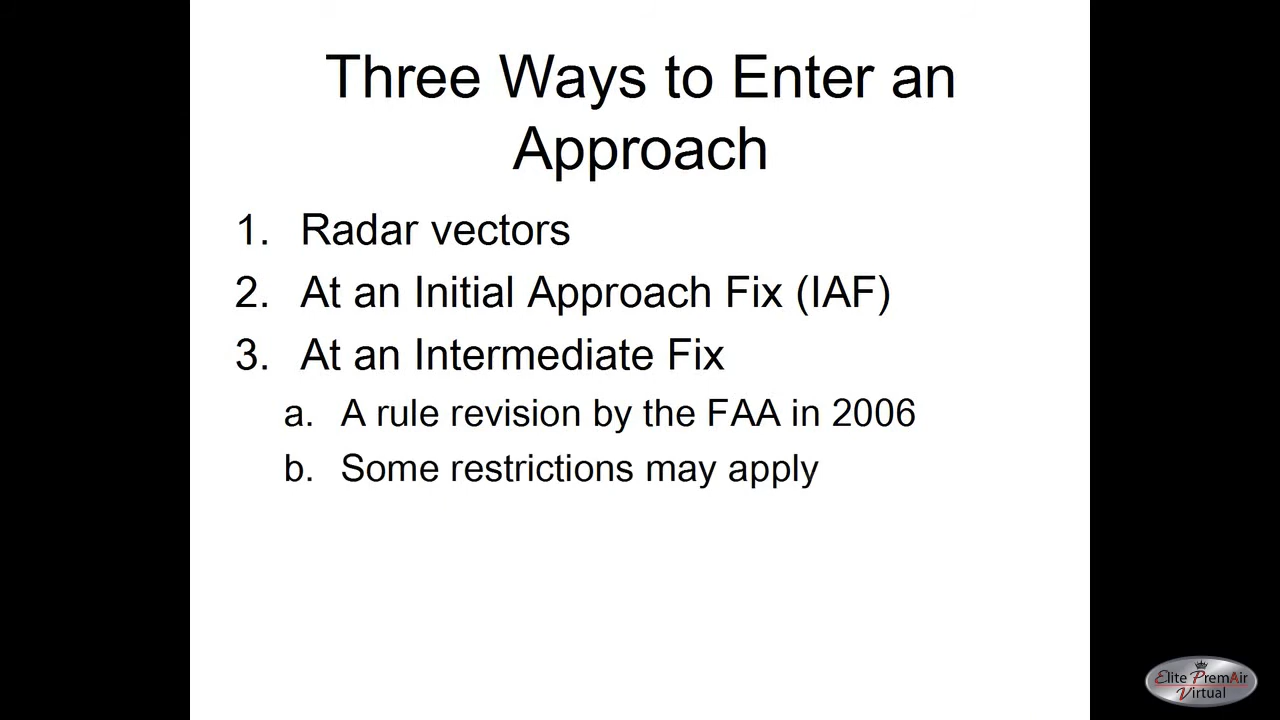 Three Ways to Enter an
Approach
1. Radar vectors
2. At an Initial Approach Fix (IAF)
3. At an Intermediate Fix
a. A rule revision by the FAA in 2006
b. Some restrictions may apply
Elite PremAir
Virtual